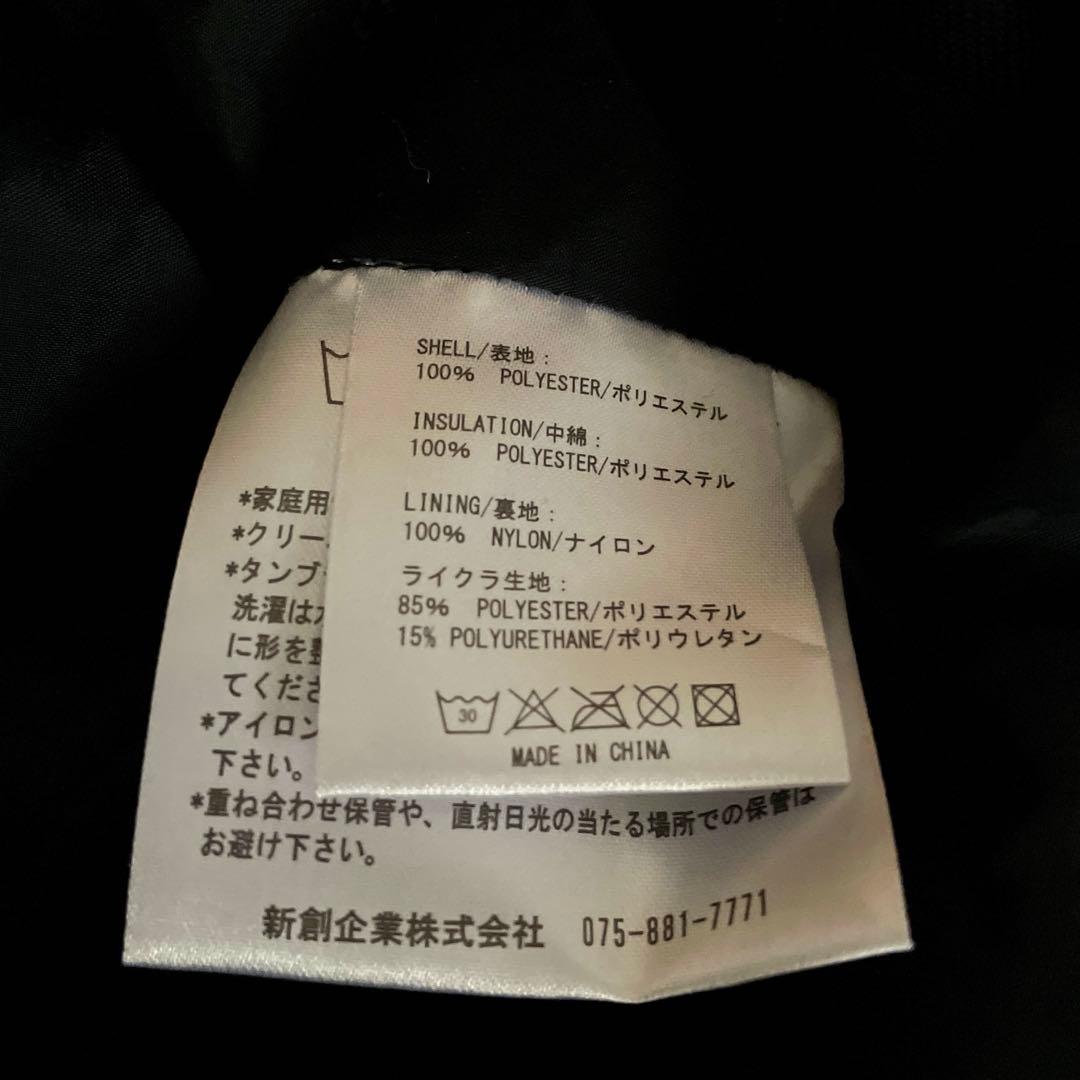 SHELL/表地:
100% POLYESTER/ポリエステル
INSULATION/中綿:
100% POLYESTER/ポリエステル
LINING/裏地:
100% NYLON/ナイロン
ライクラ生地:
85% POLYESTER/ポリエステル
15% POLYURETHANE/ポリウレタン
30
MADE IN CHINA
*家庭用
*クリー
*タンブ
洗濯は
に形を整
てくださ
*アイロン
下さい。
*重ね合わせ保管や、直射日光の当たる場所での保管は
お避け下さい。
新創企業株式会社 075-881-7771